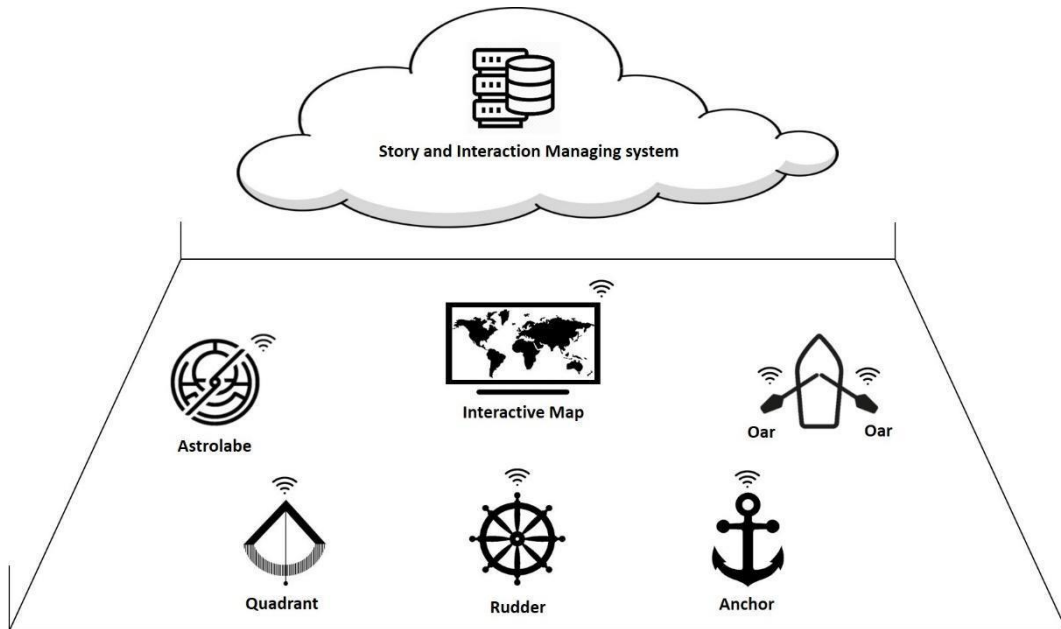 Story and Interaction Managing system
Interactive Map
Astrolabe
Oar
Oar
Quadrant
Rudder
Anchor